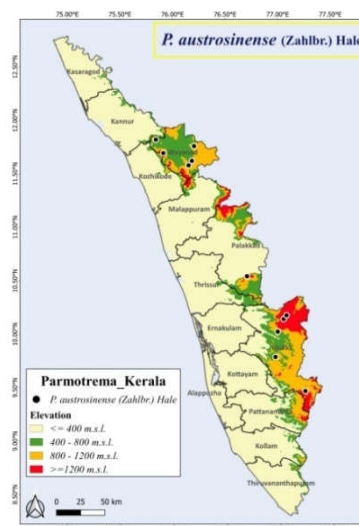 75.00°E 75.50°E 76.00°E 76.50°E 77.00°E 77.50°E
P. austrosinense (Zahlbr.) Hale
12.50°N
12.00°N
11.50°N
11.00°N
10.50°N
10.00°N
9.50°N
9.00°N
8.50°N
Kasaragod
Kannur
Kozhikode
Malappuram
Palakkad
Thrissur
Ernakulam
Kottayam
Alappuzha
Kollam
Thiruvananthapuram
Parmotrema_Kerala
P. austrosinense (Zahlbr.) Hale
Elevation
<= 400 m.s.l.
400 - 800 m.s.l.
800 - 1200 m.s.l.
>=1200 m.s.l.
0 25 50 km